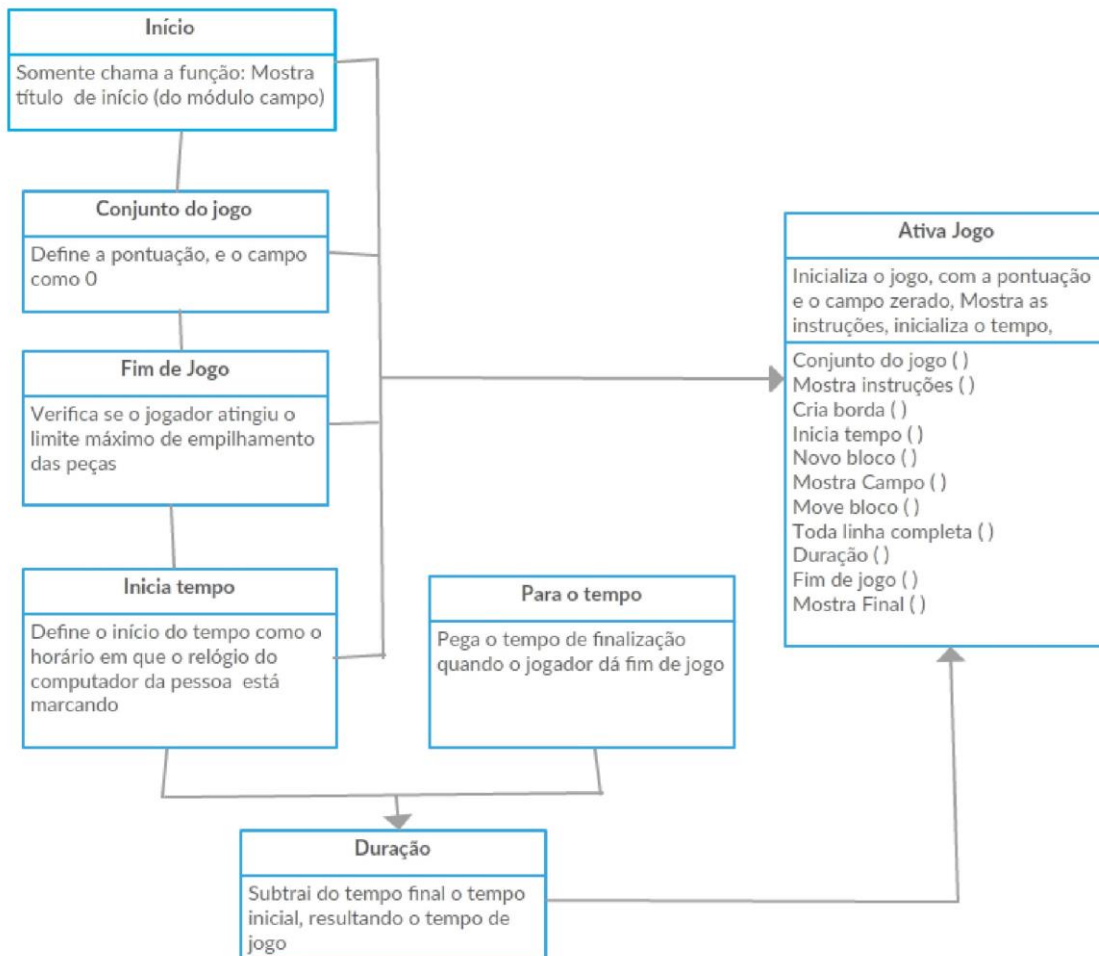 Início
Somente chama a função: Mostra
título de início (do módulo campo)
Conjunto do jogo
Define a pontuação, e o campo
como 0
Fim de Jogo
Verifica se o jogador atingiu o
limite máximo de empilhamento
das peças
Inicia tempo
Define o início do tempo como o
horário em que o relógio do
computador da pessoa está
marcando
Para o tempo
Pega o tempo de finalização
quando o jogador dá fim de jogo
Duração
Subtrai do tempo final o tempo
inicial, resultando o tempo de
jogo
Ativa Jogo
Inicializa o jogo, com a pontuação
e o campo zerado, Mostra as
instruções, inicializa o tempo,
Conjunto do jogo ( )
Mostra instruções ( )
Cria borda ( )
Inicia tempo ( )
Novo bloco ( )
Mostra Campo ( )
Move bloco ( )
Toda linha completa ( )
Duração ( )
Fim de jogo ( )
Mostra Final ( )